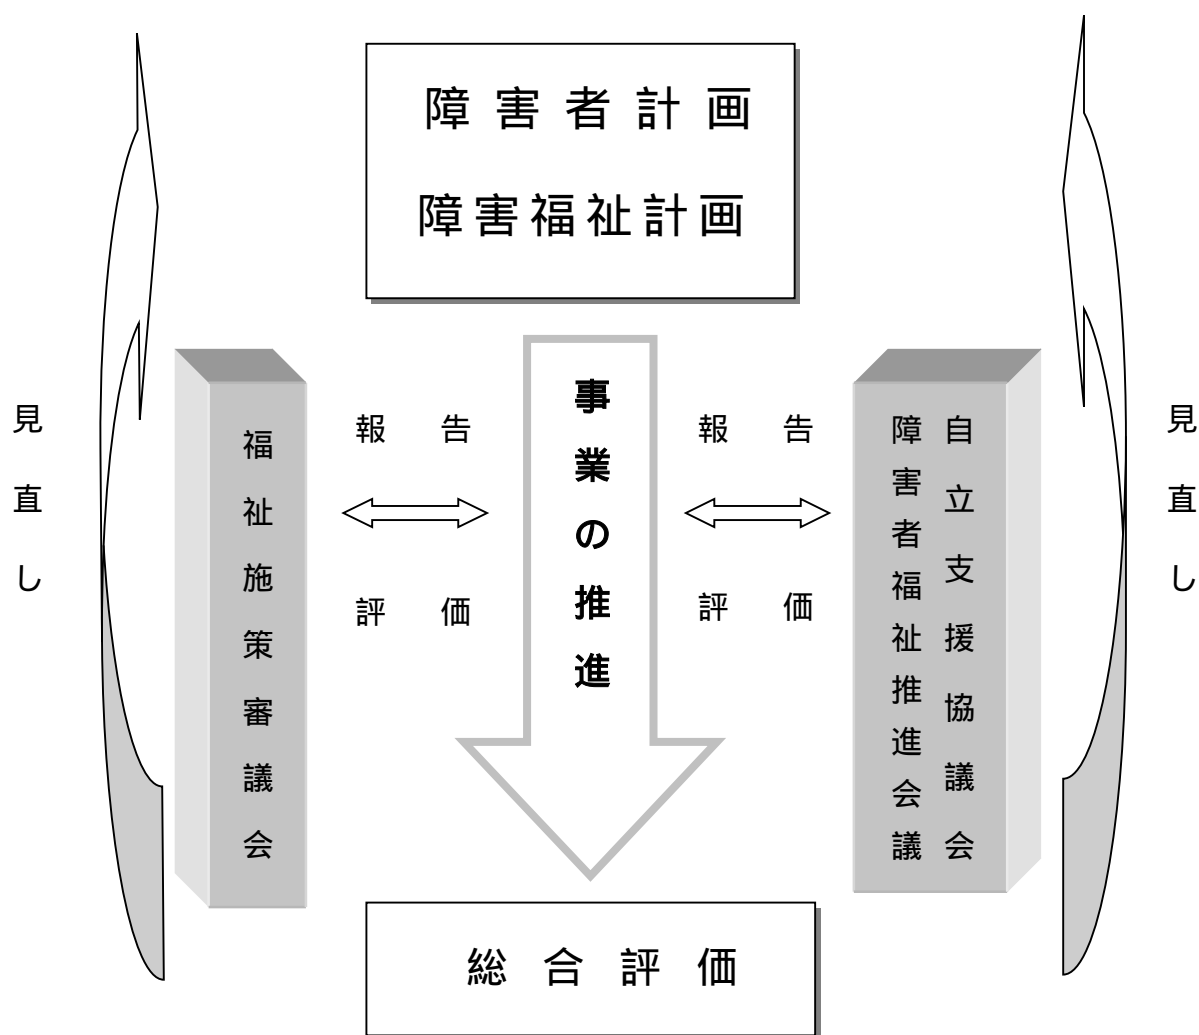 障害者計画
障害福祉計画
見直し
福祉施策審議会
報告
評価
事業の推進
報告
評価
自立支援協議会
障害者福祉推進会議
見直し
総合評価